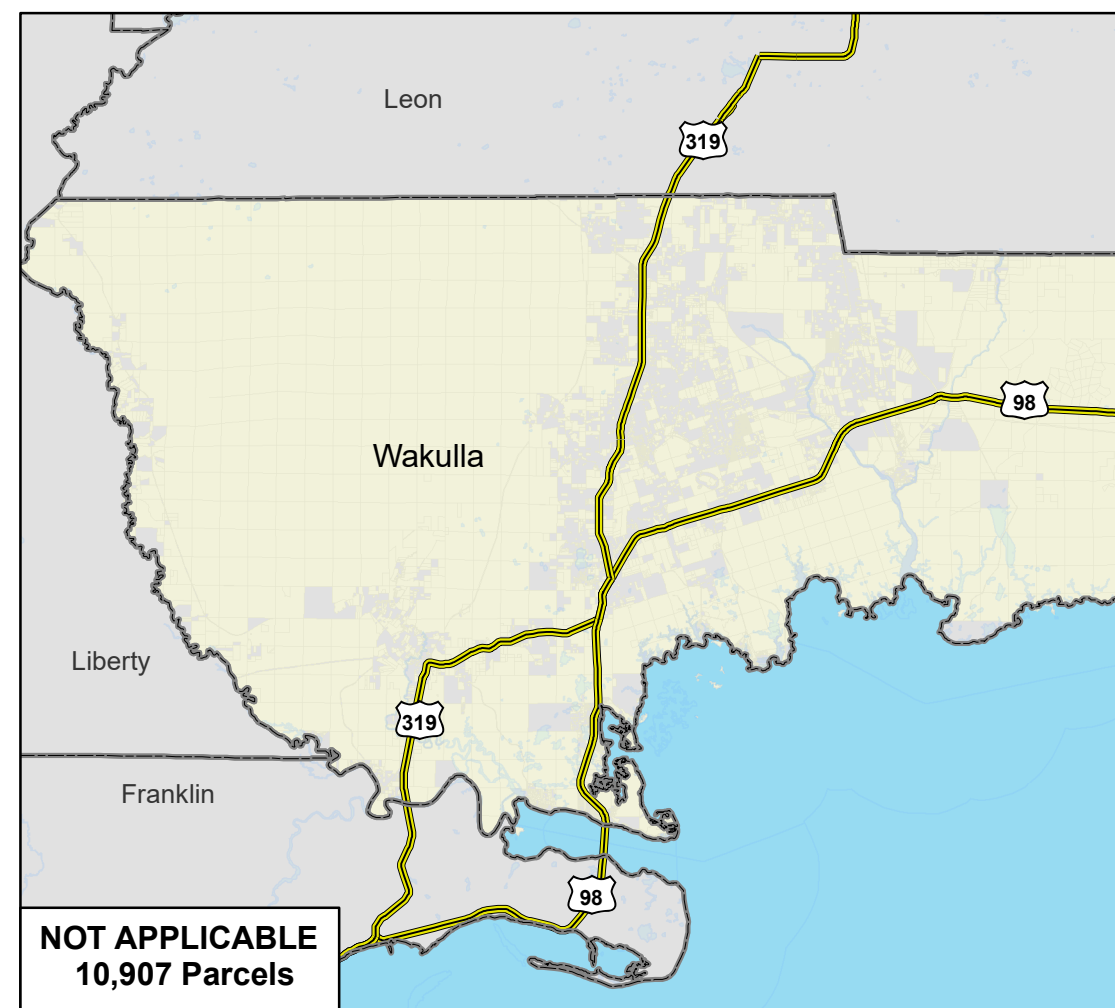 Leon
319
98
Wakulla
Liberty
319
Franklin
98
NOT APPLICABLE
10,907 Parcels